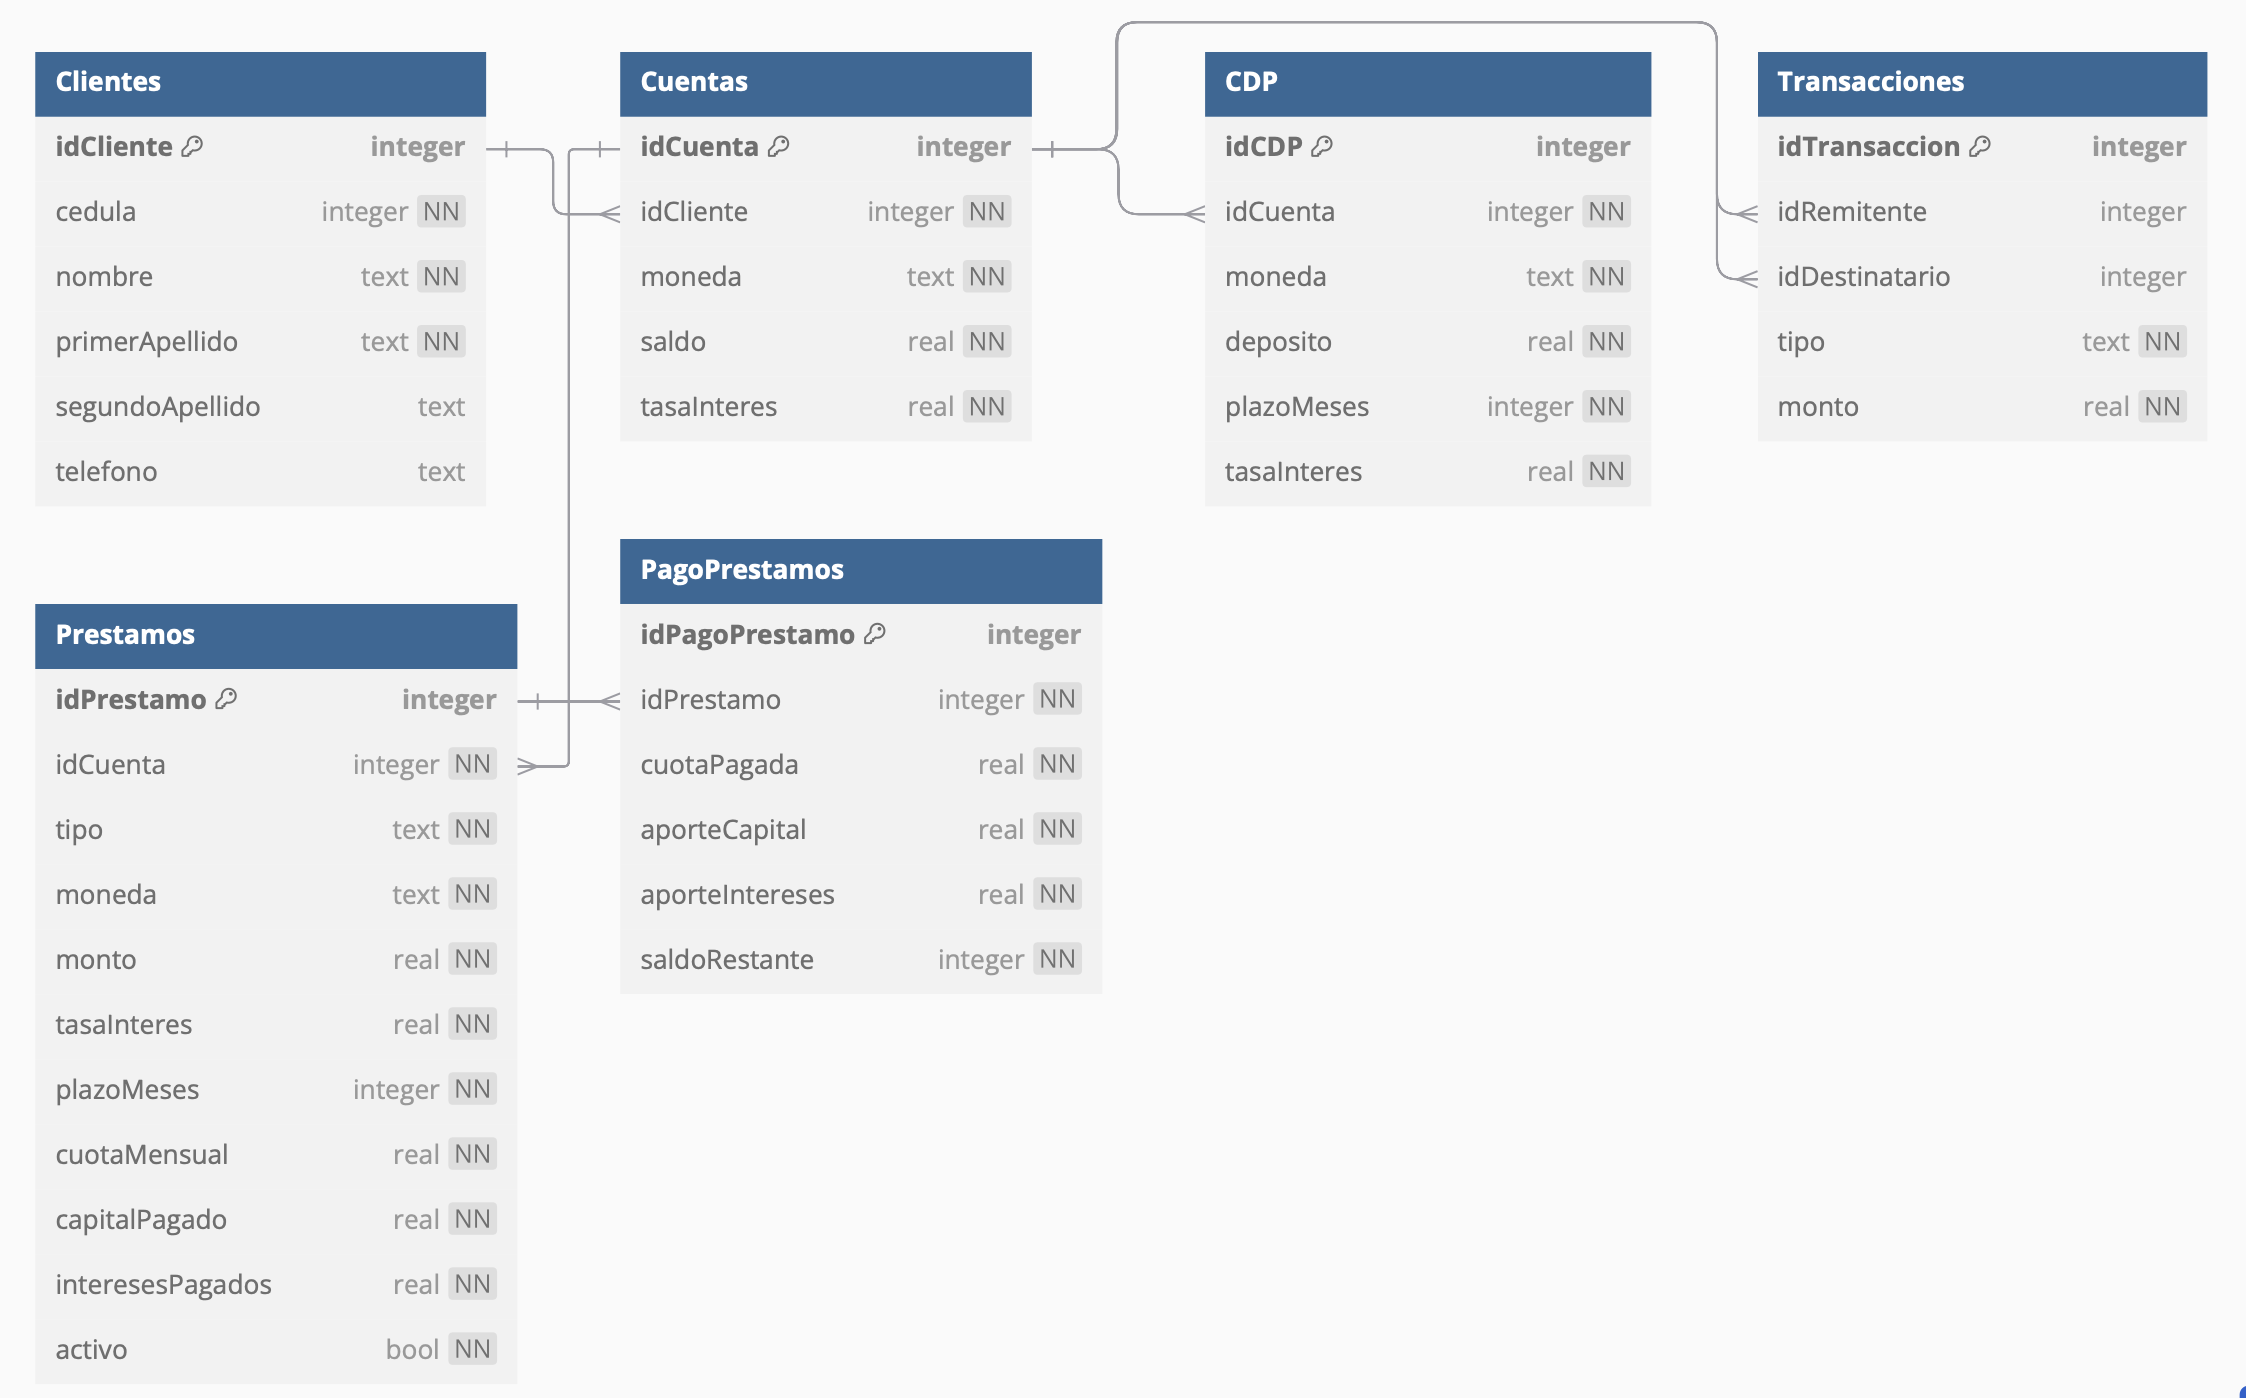 Clientes
idCliente integer
cedula integer NN
nombre text NN
primerApellido text NN
segundoApellido text
telefono text
Cuentas
idCuenta integer
idCliente integer NN
moneda text NN
saldo real NN
tasaInteres real NN
CDP
idCDP integer
idCuenta integer NN
moneda text NN
deposito real NN
plazoMeses integer NN
tasaInteres real NN
Transacciones
idTransaccion integer
idRemitente integer
idDestinatario integer
tipo text NN
monto real NN
Prestamos
idPrestamo integer
idCuenta integer NN
tipo text NN
moneda text NN
monto real NN
tasaInteres real NN
plazoMeses integer NN
cuotaMensual real NN
capitalPagado real NN
interesesPagados real NN
activo bool NN
PagoPrestamos
idPagoPrestamo integer
idPrestamo integer NN
cuotaPagada real NN
aporteCapital real NN
aporteIntereses real NN
saldoRestante integer NN